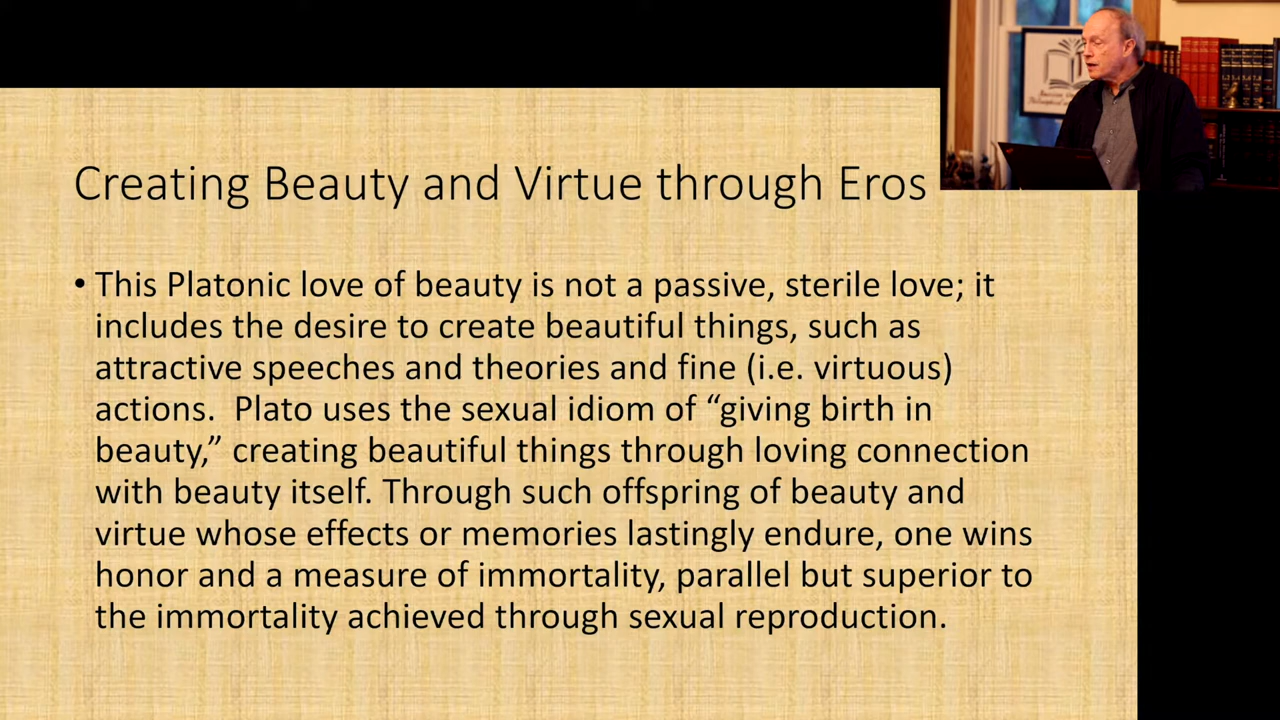 Creating Beauty and Virtue through Eros
• This Platonic love of beauty is not a passive, sterile love; it
includes the desire to create beautiful things, such as
attractive speeches and theories and fine (i.e. virtuous)
actions.  Plato uses the sexual idiom of “giving birth in
beauty,” creating beautiful things through loving connection
with beauty itself. Through such offspring of beauty and
virtue whose effects or memories lastingly endure, one wins
honor and a measure of immortality, parallel but superior to
the immortality achieved through sexual reproduction.